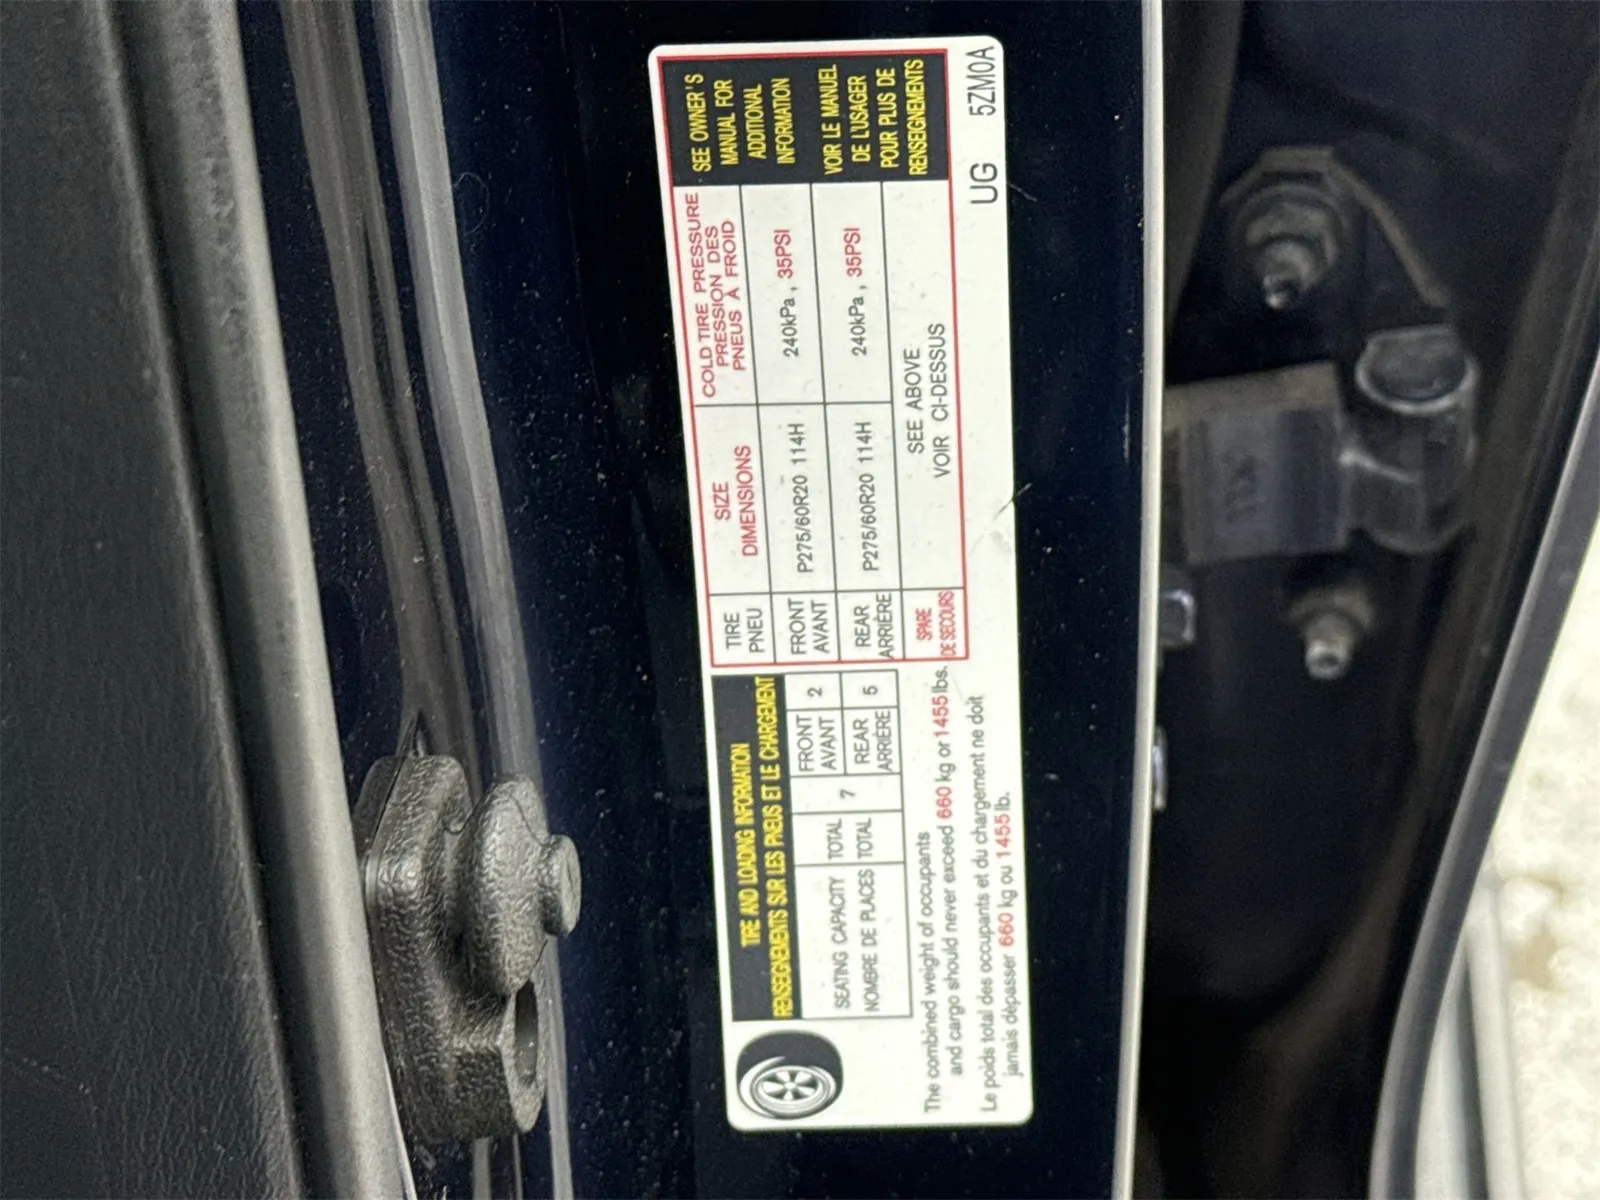 TIRE AND LOADING INFORMATION
RENSEIGNEMENTS SUR LES PNEUS ET LE CHARGEMENT
SEATING CAPACITY
NOMBRE DE PLACES
TOTAL
TOTAL
7
FRONT
AVANT
2
REAR
ARRIÈRE
5
The combined weight of occupants
and cargo should never exceed 660 kg or 1455 lbs.
Le poids total des occupants et du chargement ne doit
jamais dépasser 660 kg ou 1455 lb.
TIRE
PNEU
SIZE
DIMENSIONS
COLD TIRE PRESSURE
PRESSION DES
PNEUS À FROID
FRONT
AVANT
P275/60R20 114H
240kPa , 35PSI
REAR
ARRIÈRE
P275/60R20 114H
240kPa , 35PSI
SPARE
DE SECOURS
SEE ABOVE
VOIR CI-DESSUS
SEE OWNER'S
MANUAL FOR
ADDITIONAL
INFORMATION
VOIR LE MANUEL
DE L'USAGER
POUR PLUS DE
RENSEIGNEMENTS
UG 5ZM0A